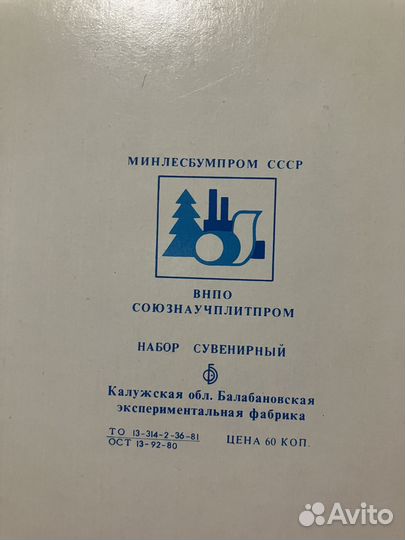 МИНЛЕСБУМПРОМ СССР
ВНПО
СОЮЗНАУЧПЛИТПРОМ
НАБОР СУВЕНИРНЫЙ
Калужская обл. Балабановская
экспериментальная фабрика
ТО 13-314-2-36-81
ОСТ 13-92-80
ЦЕНА 60 КОП.
Avito